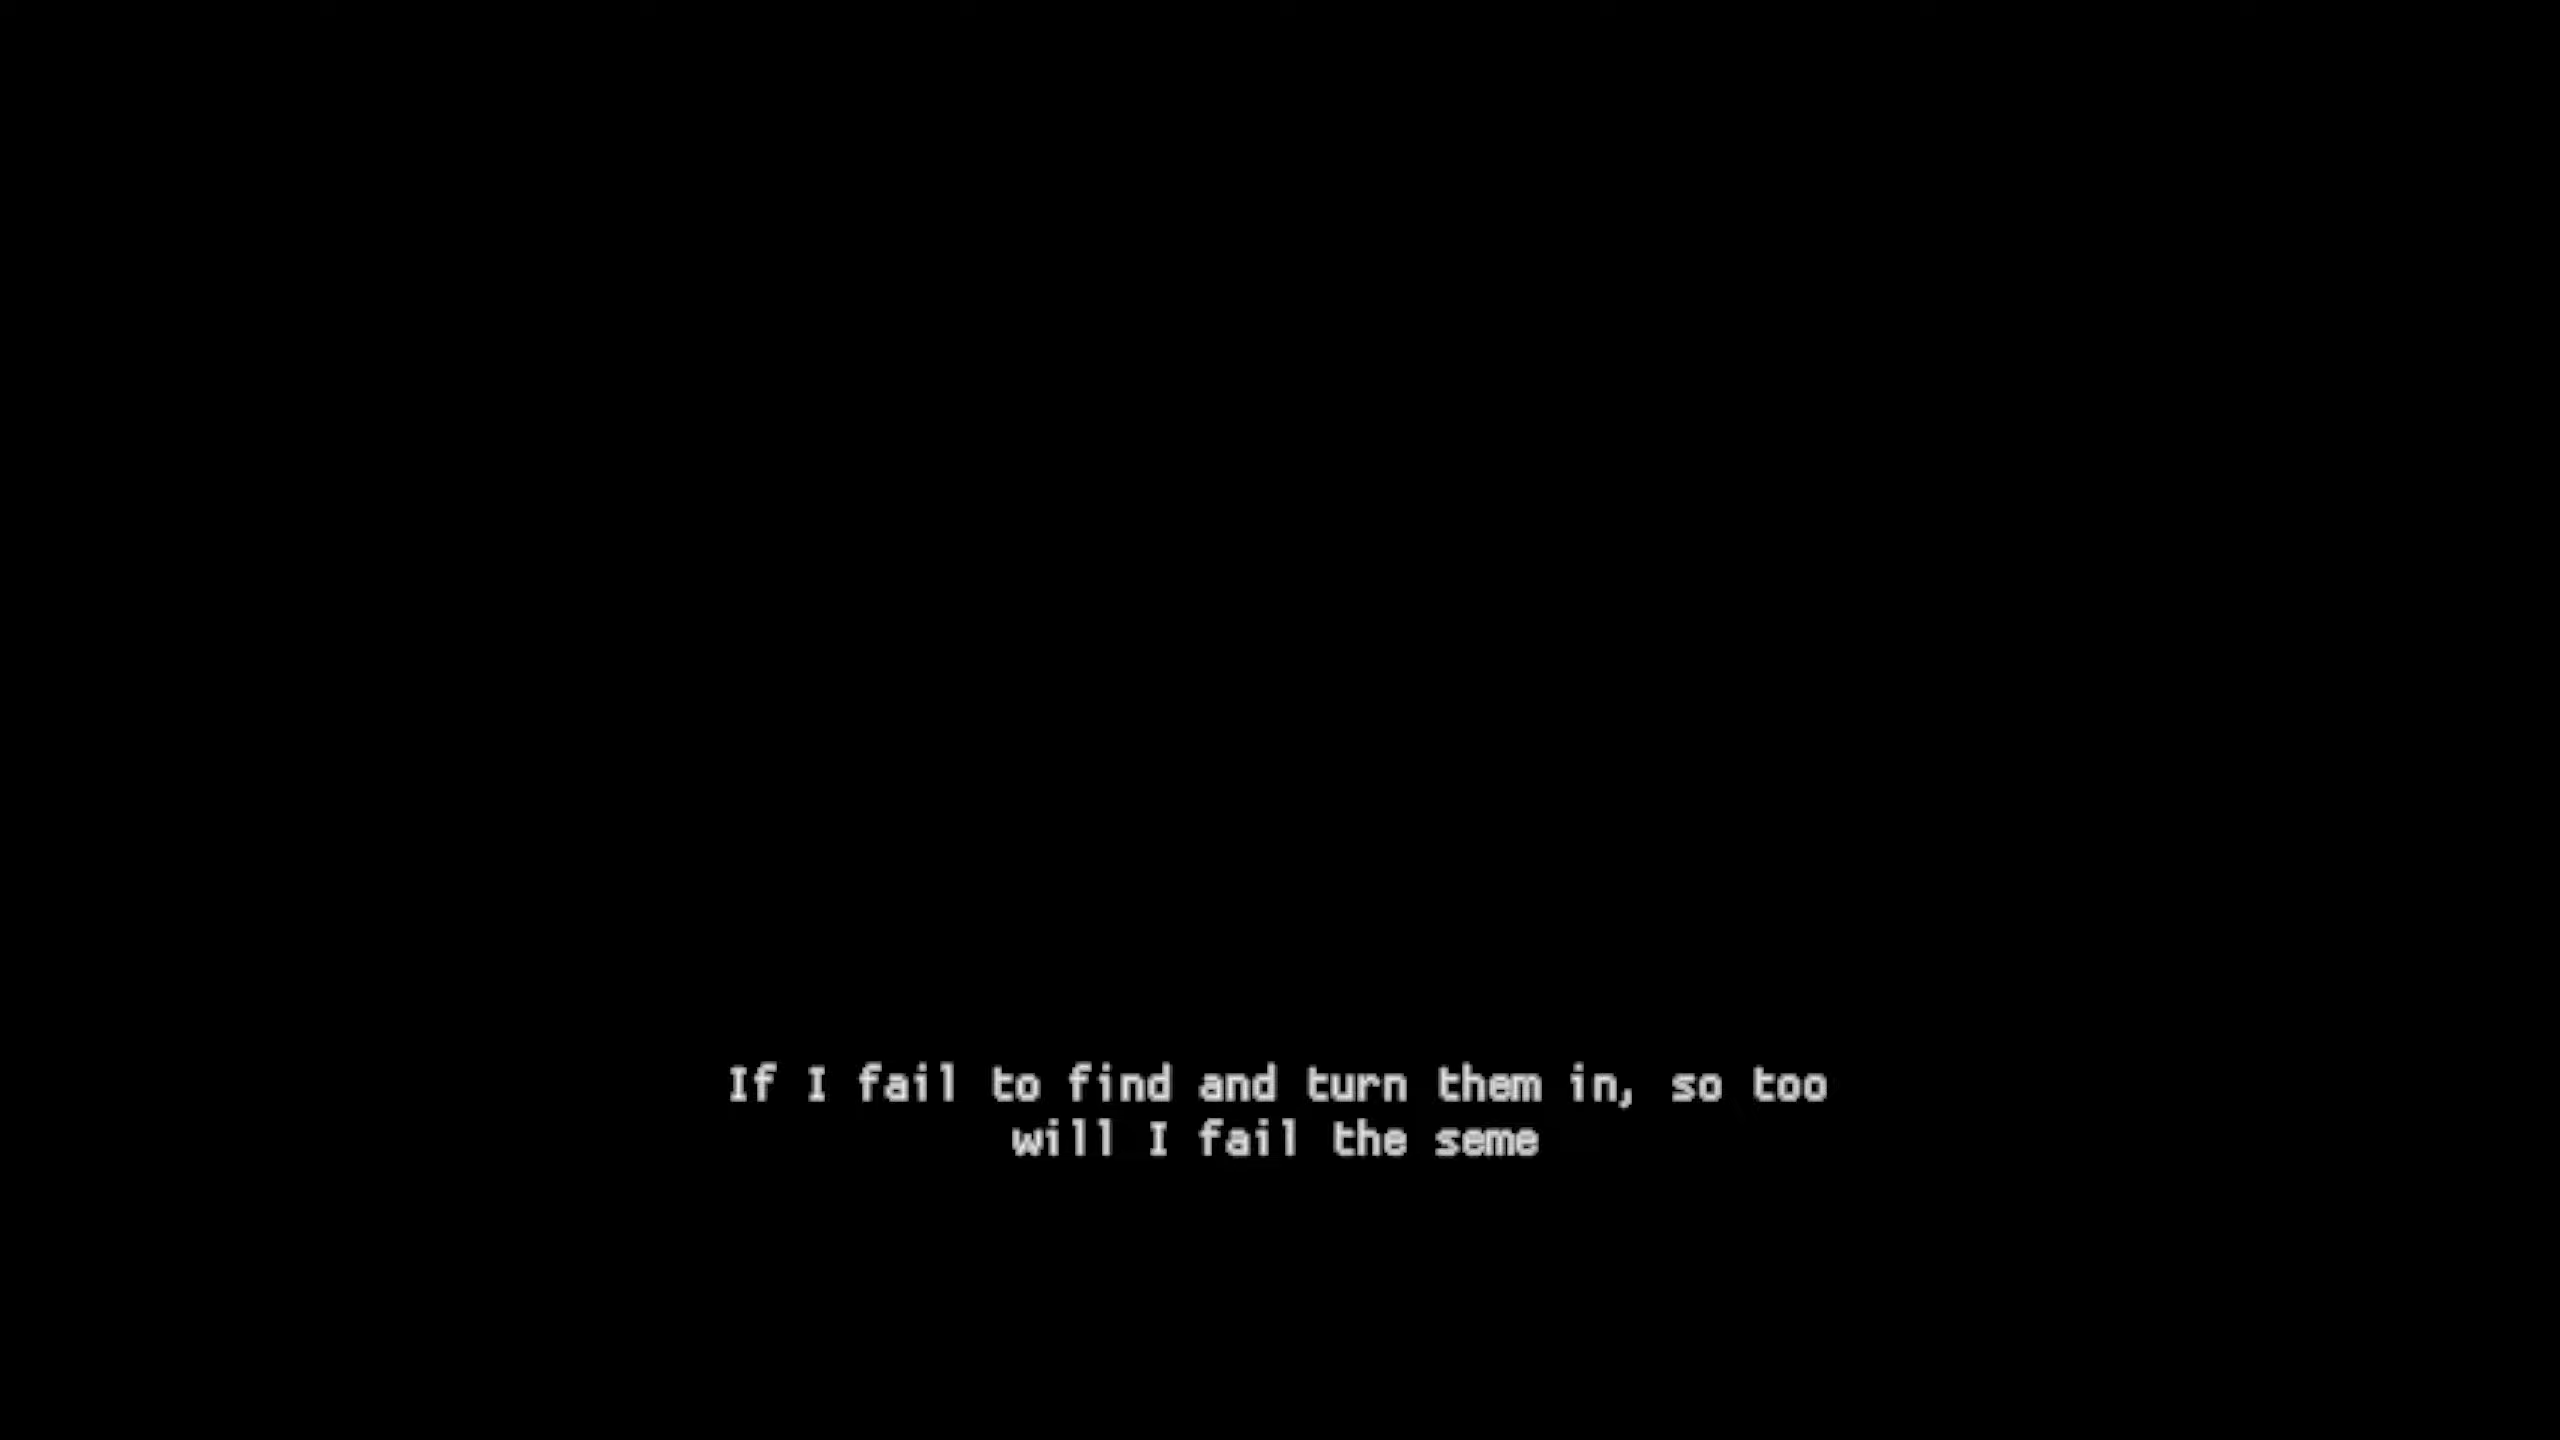 If I fail to find and turn them in, so too
will I fail the seme